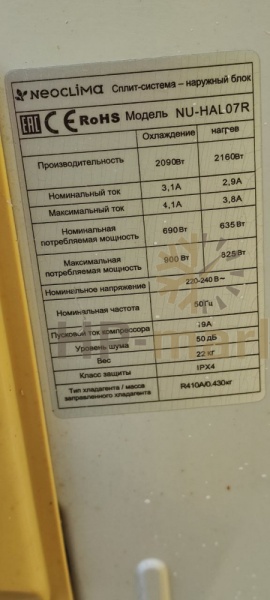 NEOCLIMA Сплит-система – наружный блок
EAC CE RoHS Модель NU-HAL07R
Охлаждение нагрев
Производительность 2090Вт 2160Вт
Номинальный ток 3,1А 2,9А
Максимальный ток 4,1А 3,8А
Номинальная
потребляемая мощность 690Вт 635Вт
Максимальная
потребляемая мощность 900Вт 828Вт
Номинальное напряжение 220-240 В~
Номинальная частота 50Гц
Пусковой ток компрессора 19А
Уровень шума 50 дБ
Вес 22 кг
Класс защиты IPX4
Тип хладагента / масса
заправленного хладагента R410A/0.430кг